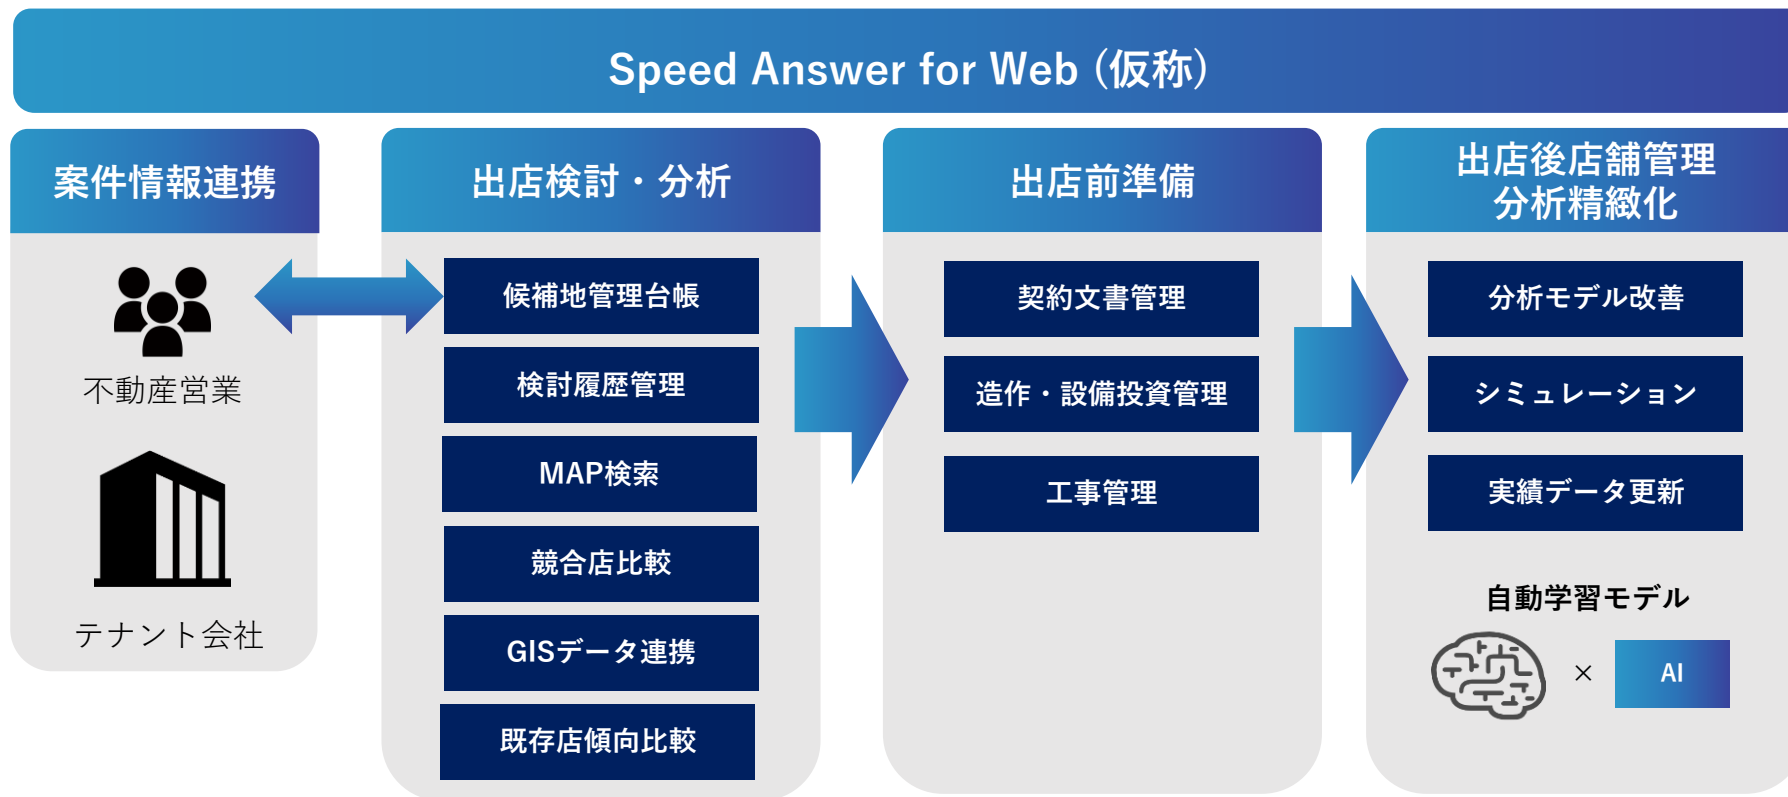 Speed Answer for Web (仮称)
案件情報連携
不動産営業
テナント会社
出店検討・分析
候補地管理台帳
検討履歴管理
MAP検索
競合店比較
GISデータ連携
既存店傾向比較
出店前準備
契約文書管理
造作・設備投資管理
工事管理
出店後店舗管理
分析精緻化
分析モデル改善
シミュレーション
実績データ更新
自動学習モデル
× AI